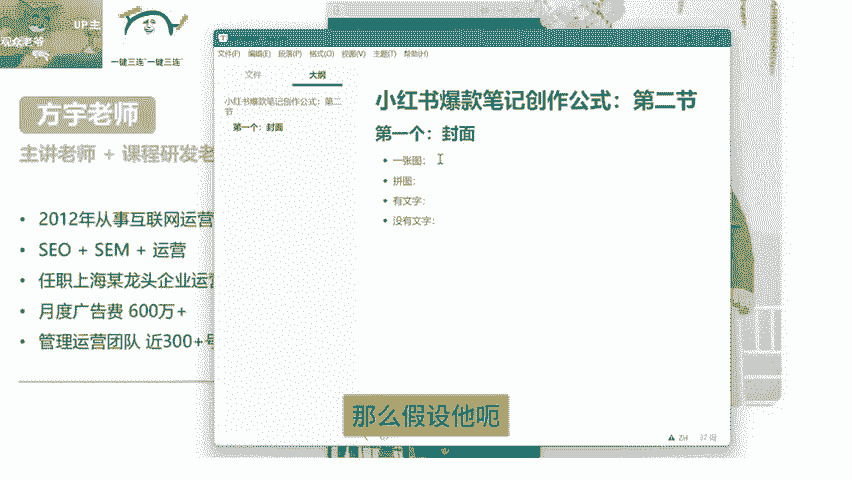 UP主
观众老爷
一键三连~一键三连~
方宇老师
主讲老师 + 课程研发老
• 2012年从事互联网运营
• SEO + SEM + 运营
• 任职上海某龙头企业运营
• 月度广告费 600万+
• 管理运营团队 近300+号
文件(F) 编辑(E) 段落(P) 格式(O) 视图(V) 主题(T) 帮助(H)
文件 大纲
小红书爆款笔记创作公式：第二
节
第一个：封面
小红书爆款笔记创作公式：第二节
第一个：封面
• 一张图：
• 拼图：
• 有文字：
• 没有文字：
那么假设他呃
ZH 37 词